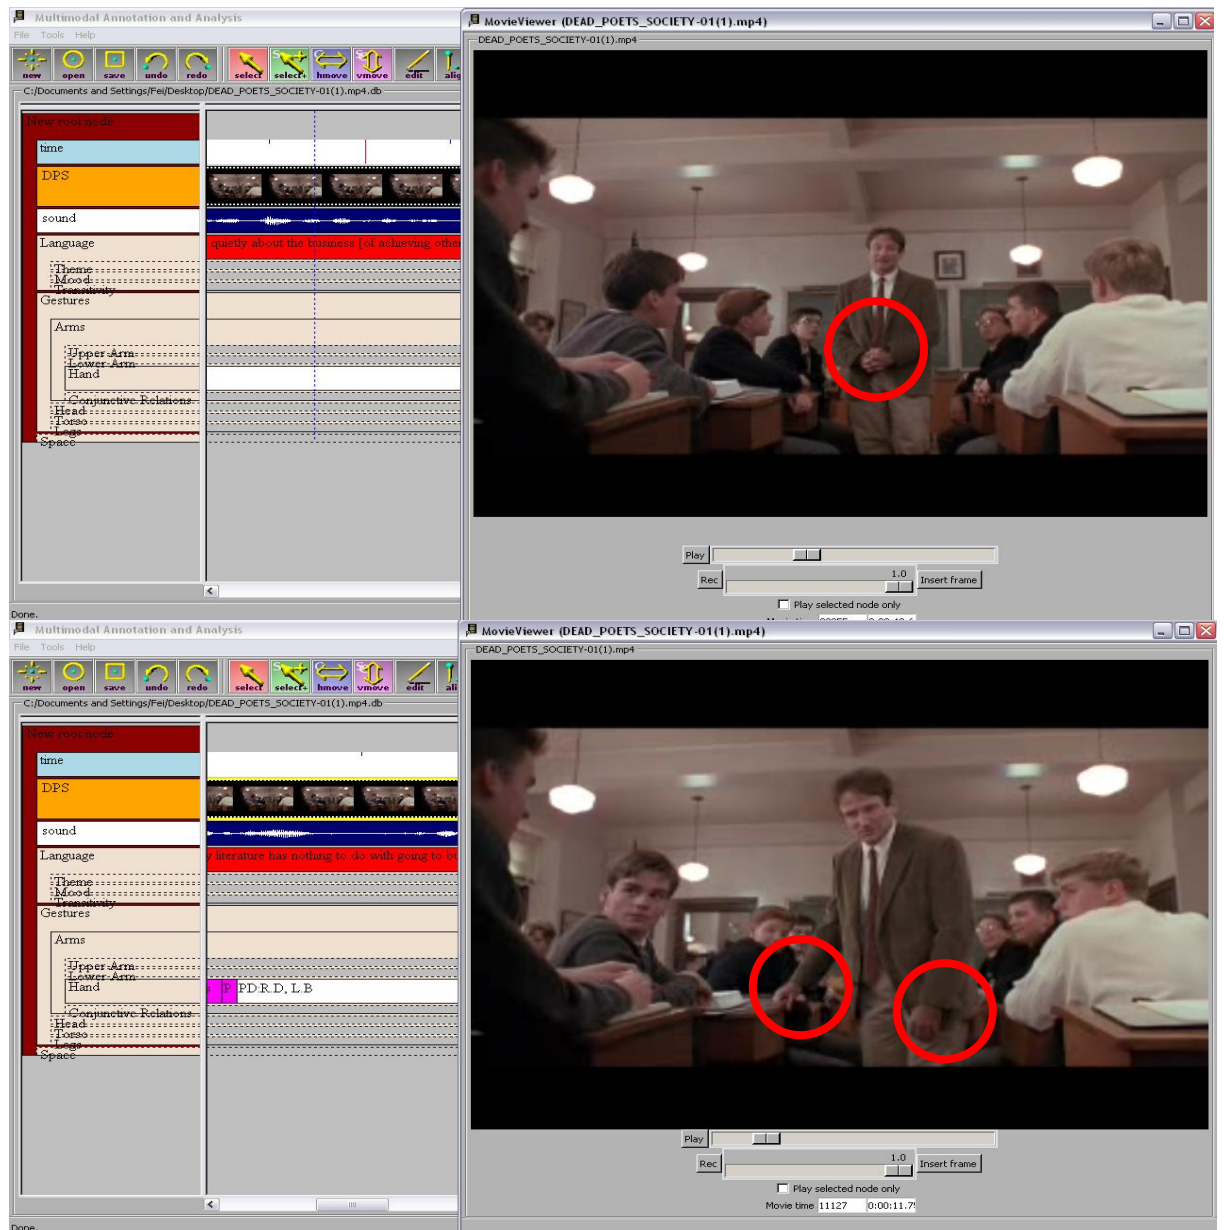 Multimodal Annotation and Analysis
File Tools Help
new open save undo redo select select+ hmove vmove edit
C:/Documents and Settings/Fei/Desktop/DEAD_POETS_SOCIETY-01(1).mp4.db
New root node
time
DPS
sound
Language
quietly about the business [of achieving other
Theme
Mood
Transitivity
Gestures
Arms
Upper Arm
Lower Arm
Hand
Conjunctive Relations
Head
Torso
Legs
Space
Done.
MovieViewer (DEAD_POETS_SOCIETY-01(1).mp4)
DEAD_POETS_SOCIETY-01(1).mp4
Play
Rec 1.0 Insert frame
Play selected node only
Multimodal Annotation and Analysis
File Tools Help
new open save undo redo select select+ hmove vmove edit
C:/Documents and Settings/Fei/Desktop/DEAD_POETS_SOCIETY-01(1).mp4.db
New root node
time
DPS
sound
Language
y literature has nothing to do with going to bu
Theme
Mood
Transitivity
Gestures
Arms
Upper Arm
Lower Arm
Hand
s P PD:R.D, L.B
Conjunctive Relations
Head
Torso
Legs
Space
Done.
MovieViewer (DEAD_POETS_SOCIETY-01(1).mp4)
DEAD_POETS_SOCIETY-01(1).mp4
Play
Rec 1.0 Insert frame
Play selected node only
Movie time 11127 0:00:11.79